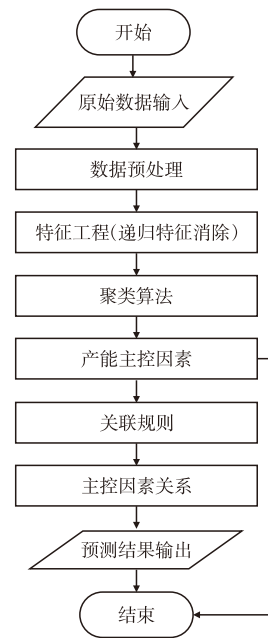 开始
原始数据输入
数据预处理
特征工程(递归特征消除)
聚类算法
产能主控因素
关联规则
主控因素关系
预测结果输出
结束